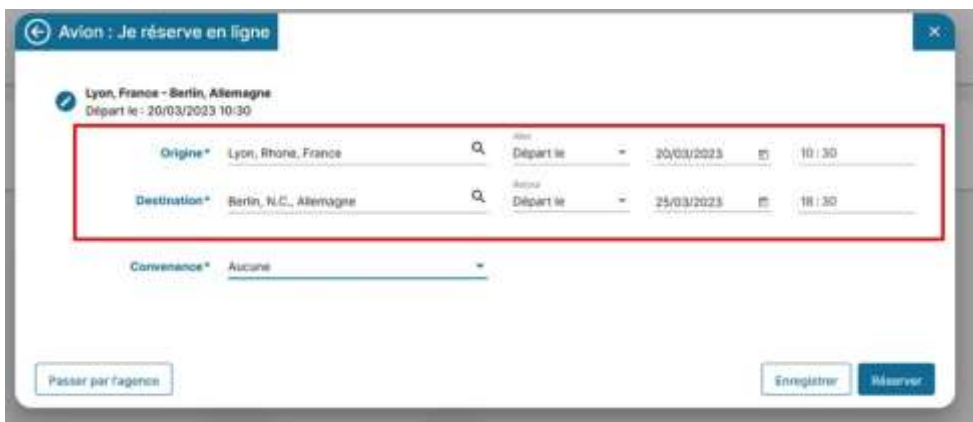 Avion : Je réserve en ligne
Lyon, France - Berlin, Allemagne
Départ le : 20/03/2023 10:30
Aller
Origine* Lyon, Rhone, France Départ le 20/03/2023 10:30
Retour
Destination* Berlin, N.C., Allemagne Départ le 25/03/2023 18:30
Convenance* Aucune
Passer par l'agence Enregistrer Réserver